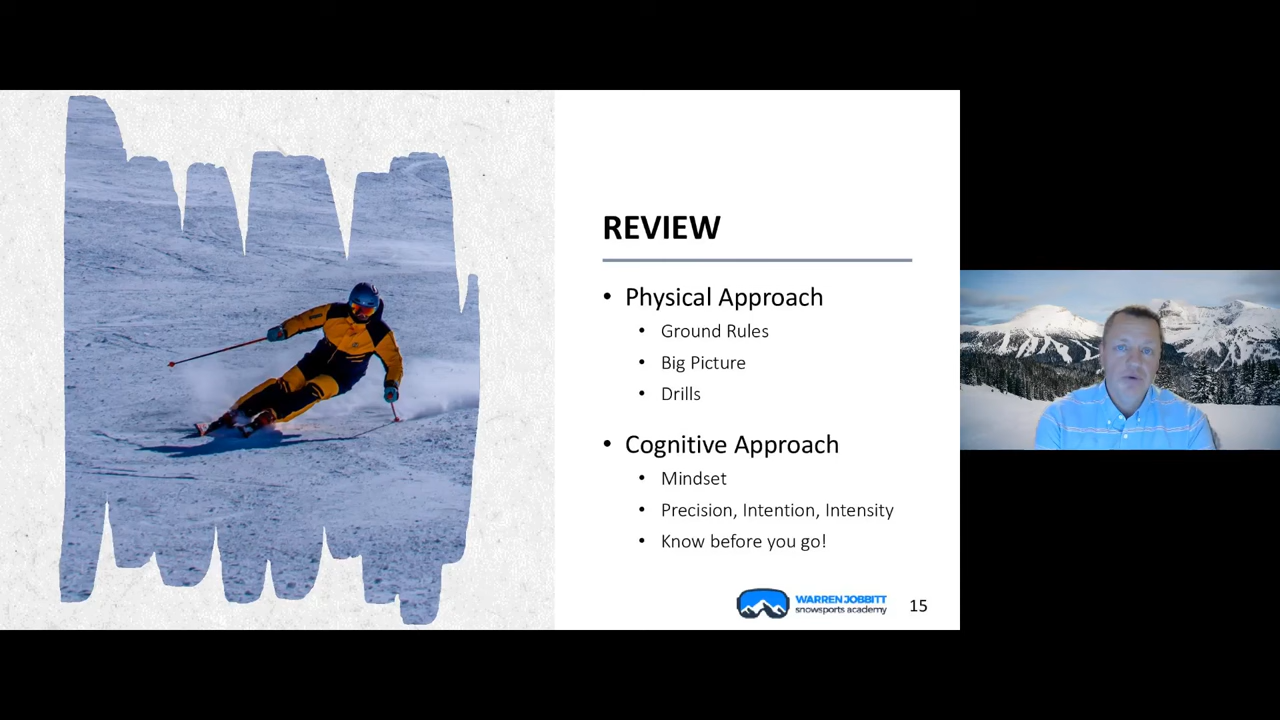 REVIEW
• Physical Approach
• Ground Rules
• Big Picture
• Drills
• Cognitive Approach
• Mindset
• Precision, Intention, Intensity
• Know before you go!
WARREN JOBBITT
snowsports academy
15